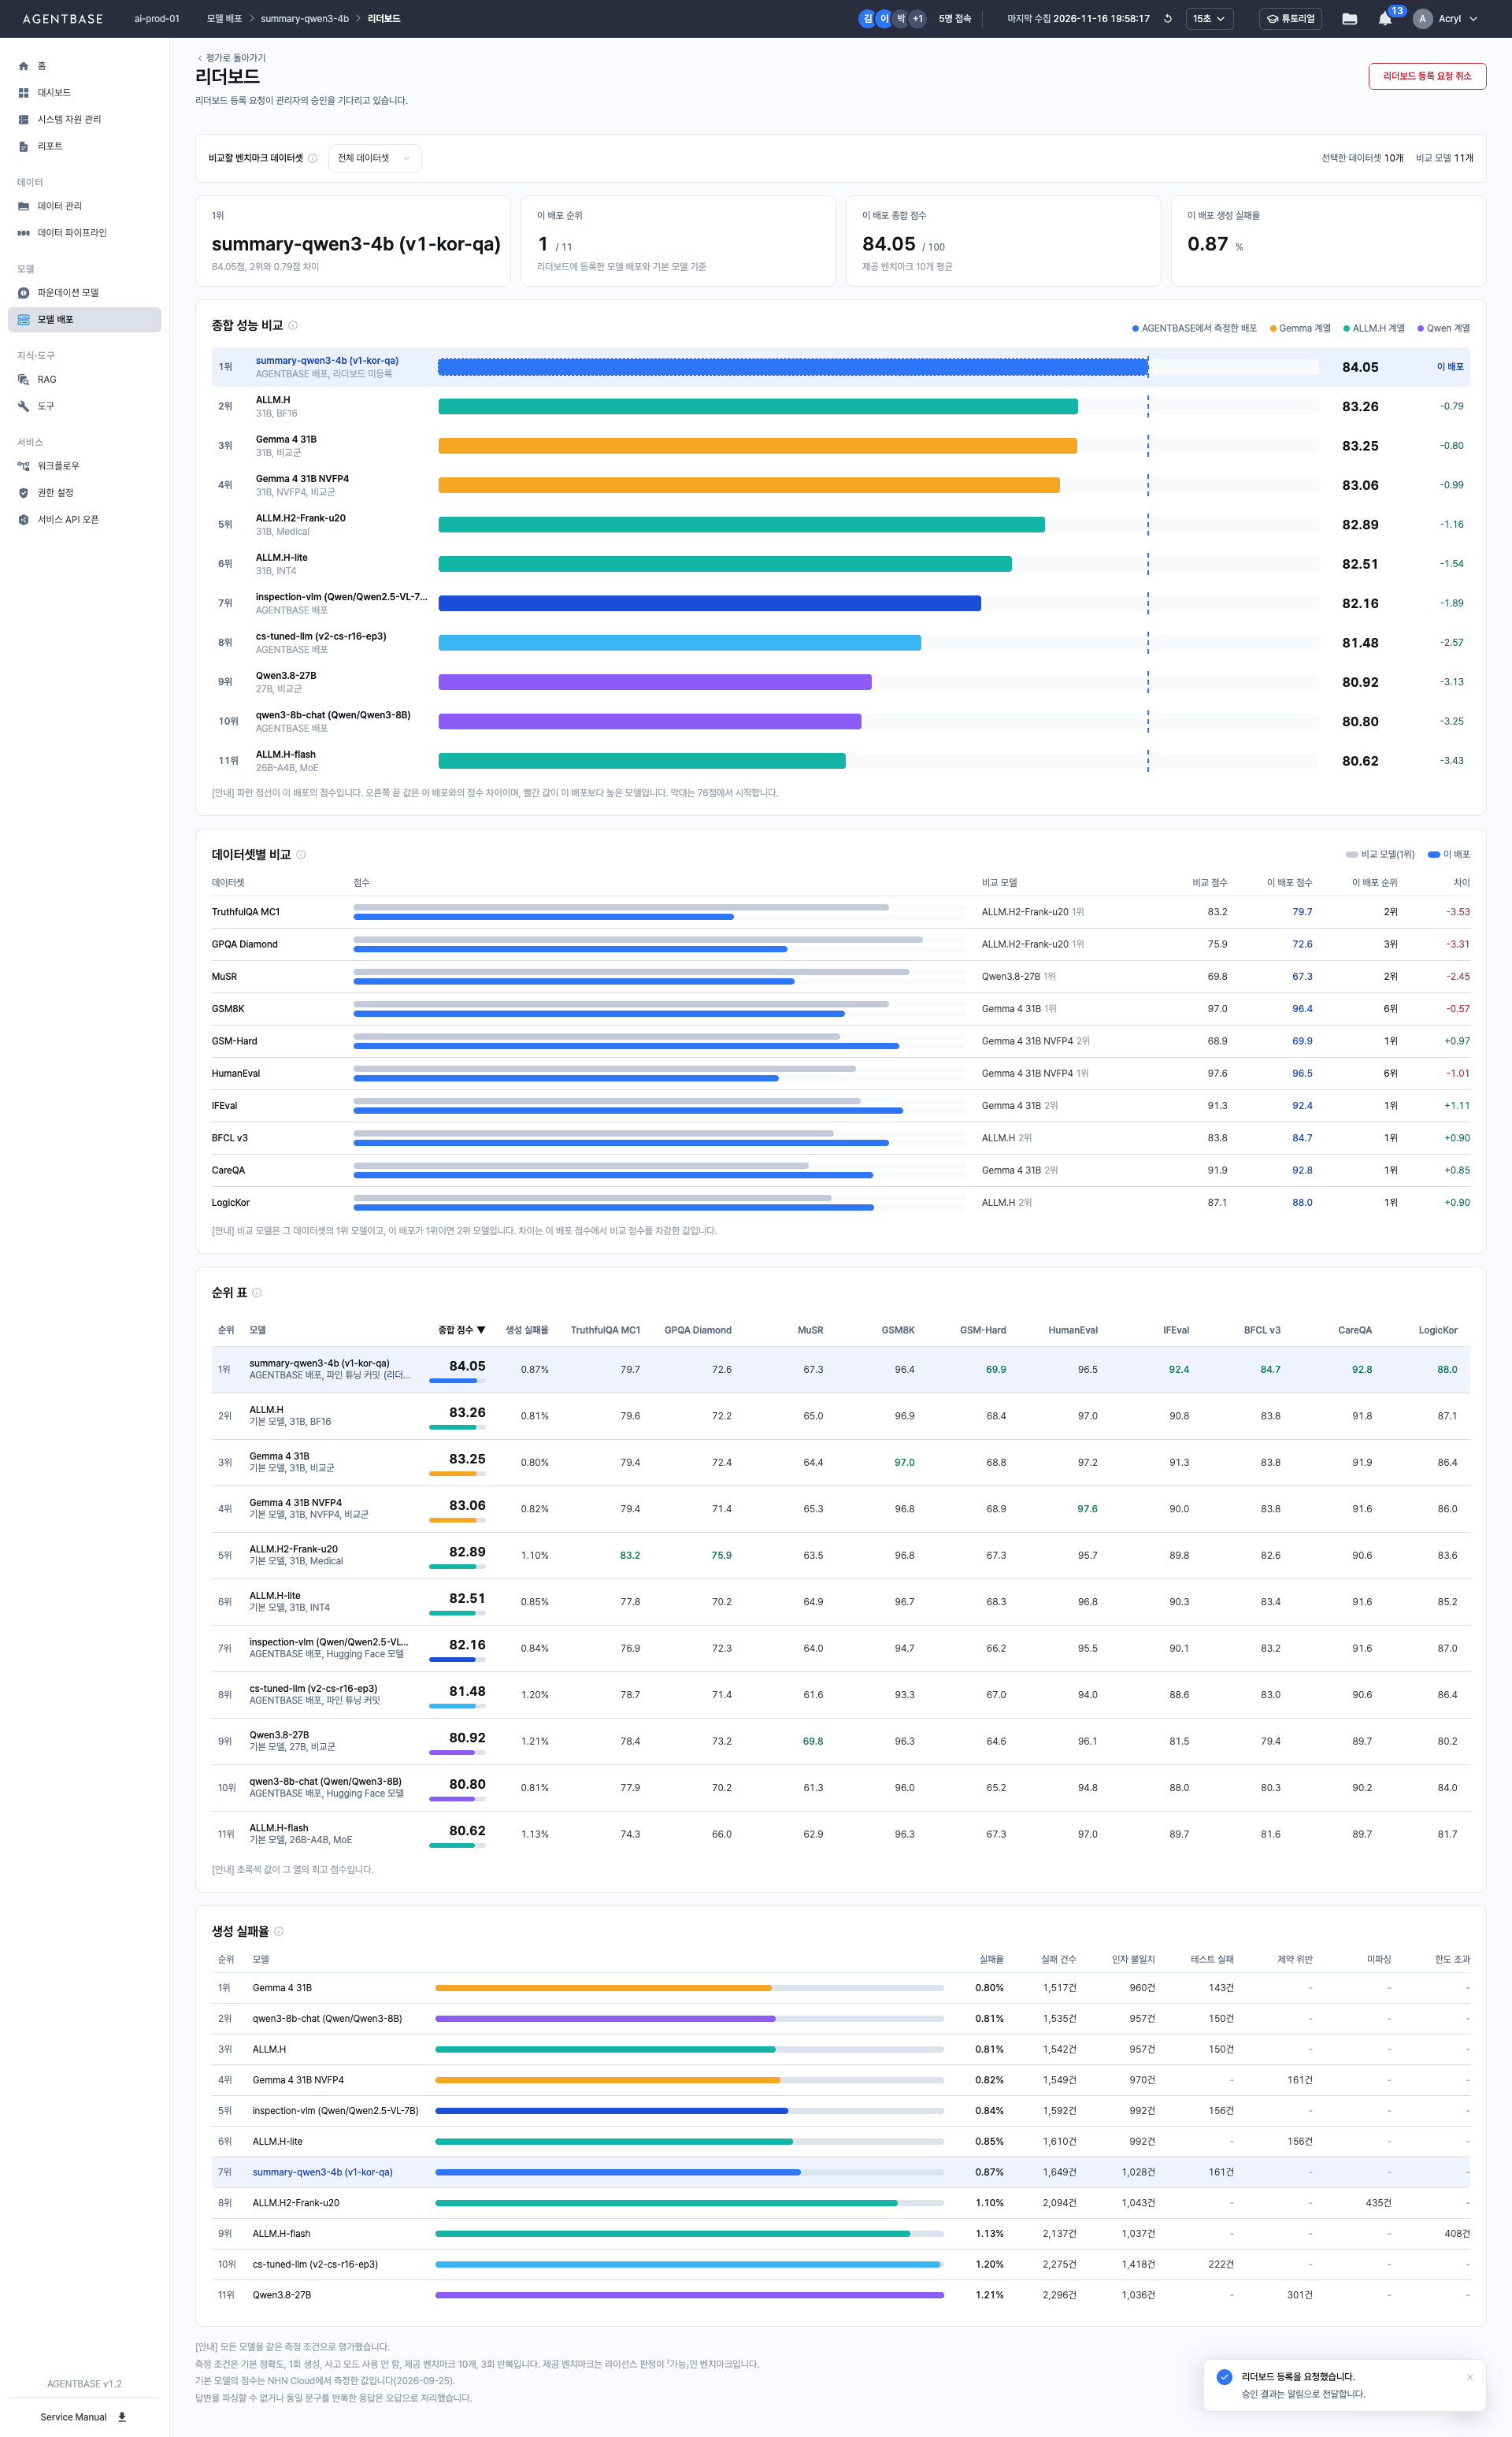 AGENTBASE
ai-prod-01
모델 배포 > summary-qwen3-4b > 리더보드
김 이 박 +1 5명 접속
마지막 수집 2026-11-16 19:58:17
15초
튜토리얼
13
A Acryl
홈
대시보드
시스템 자원 관리
리포트
데이터
데이터 관리
데이터 파이프라인
모델
파운데이션 모델
모델 배포
지식·도구
RAG
도구
서비스
워크플로우
권한 설정
서비스 API 오픈
AGENTBASE v1.2
Service Manual
< 평가로 돌아가기
리더보드
리더보드 등록 요청이 관리자의 승인을 기다리고 있습니다.
리더보드 등록 요청 취소
비교할 벤치마크 데이터셋 전체 데이터셋
선택한 데이터셋 10개 비교 모델 11개
1위
summary-qwen3-4b (v1-kor-qa)
84.05점, 2위와 0.79점 차이
이 배포 순위
1 / 11
리더보드에 등록한 모델 배포와 기본 모델 기준
이 배포 종합 점수
84.05 / 100
제공 벤치마크 10개 평균
이 배포 생성 실패율
0.87 %
종합 성능 비교
AGENTBASE에서 측정한 배포 Gemma 계열 ALLM.H 계열 Qwen 계열
1위 summary-qwen3-4b (v1-kor-qa) 84.05 이 배포
AGENTBASE 배포, 리더보드 미등록
2위 ALLM.H 83.26 -0.79
31B, BF16
3위 Gemma 4 31B 83.25 -0.80
31B, 비교군
4위 Gemma 4 31B NVFP4 83.06 -0.99
31B, NVFP4, 비교군
5위 ALLM.H2-Frank-u20 82.89 -1.16
31B, Medical
6위 ALLM.H-lite 82.51 -1.54
31B, INT4
7위 inspection-vlm (Qwen/Qwen2.5-VL-7... 82.16 -1.89
AGENTBASE 배포
8위 cs-tuned-llm (v2-cs-r16-ep3) 81.48 -2.57
AGENTBASE 배포
9위 Qwen3.8-27B 80.92 -3.13
27B, 비교군
10위 qwen3-8b-chat (Qwen/Qwen3-8B) 80.80 -3.25
AGENTBASE 배포
11위 ALLM.H-flash 80.62 -3.43
26B-A4B, MoE
[안내] 파란 점선이 이 배포의 점수입니다. 오른쪽 끝 값은 이 배포와의 점수 차이이며, 빨간 값이 이 배포보다 높은 모델입니다. 막대는 76점에서 시작합니다.
데이터셋별 비교
비교 모델(1위) 이 배포
데이터셋 점수 비교 모델 비교 점수 이 배포 점수 이 배포 순위 차이
TruthfulQA MC1 ALLM.H2-Frank-u20 1위 83.2 79.7 2위 -3.53
GPQA Diamond ALLM.H2-Frank-u20 1위 75.9 72.6 3위 -3.31
MuSR Qwen3.8-27B 1위 69.8 67.3 2위 -2.45
GSM8K Gemma 4 31B 1위 97.0 96.4 6위 -0.57
GSM-Hard Gemma 4 31B NVFP4 2위 68.9 69.9 1위 +0.97
HumanEval Gemma 4 31B NVFP4 1위 97.6 96.5 6위 -1.01
IFEval Gemma 4 31B 2위 91.3 92.4 1위 +1.11
BFCL v3 ALLM.H 2위 83.8 84.7 1위 +0.90
CareQA Gemma 4 31B 2위 91.9 92.8 1위 +0.85
LogicKor ALLM.H 2위 87.1 88.0 1위 +0.90
[안내] 비교 모델은 그 데이터셋의 1위 모델이고, 이 배포가 1위이면 2위 모델입니다. 차이는 이 배포 점수에서 비교 점수를 차감한 값입니다.
순위 표
순위 모델 종합 점수 ▼ 생성 실패율 TruthfulQA MC1 GPQA Diamond MuSR GSM8K GSM-Hard HumanEval IFEval BFCL v3 CareQA LogicKor
1위 summary-qwen3-4b (v1-kor-qa) 84.05 0.87% 79.7 72.6 67.3 96.4 69.9 96.5 92.4 84.7 92.8 88.0
AGENTBASE 배포, 파인 튜닝 커밋 (리더...
2위 ALLM.H 83.26 0.81% 79.6 72.2 65.0 96.9 68.4 97.0 90.8 83.8 91.8 87.1
기본 모델, 31B, BF16
3위 Gemma 4 31B 83.25 0.80% 79.4 72.4 64.4 97.0 68.8 97.2 91.3 83.8 91.9 86.4
기본 모델, 31B, 비교군
4위 Gemma 4 31B NVFP4 83.06 0.82% 79.4 71.4 65.3 96.8 68.9 97.6 90.0 83.8 91.6 86.0
기본 모델, 31B, NVFP4, 비교군
5위 ALLM.H2-Frank-u20 82.89 1.10% 83.2 75.9 63.5 96.8 67.3 95.7 89.8 82.6 90.6 83.6
기본 모델, 31B, Medical
6위 ALLM.H-lite 82.51 0.85% 77.8 70.2 64.9 96.7 68.3 96.8 90.3 83.4 91.6 85.2
기본 모델, 31B, INT4
7위 inspection-vlm (Qwen/Qwen2.5-VL... 82.16 0.84% 76.9 72.3 64.0 94.7 66.2 95.5 90.1 83.2 91.6 87.0
AGENTBASE 배포, Hugging Face 모델
8위 cs-tuned-llm (v2-cs-r16-ep3) 81.48 1.20% 78.7 71.4 61.6 93.3 67.0 94.0 88.6 83.0 90.6 86.4
AGENTBASE 배포, 파인 튜닝 커밋
9위 Qwen3.8-27B 80.92 1.21% 78.4 73.2 69.8 96.3 64.6 96.1 81.5 79.4 89.7 80.2
기본 모델, 27B, 비교군
10위 qwen3-8b-chat (Qwen/Qwen3-8B) 80.80 0.81% 77.9 70.2 61.3 96.0 65.2 94.8 88.0 80.3 90.2 84.0
AGENTBASE 배포, Hugging Face 모델
11위 ALLM.H-flash 80.62 1.13% 74.3 66.0 62.9 96.3 67.3 97.0 89.7 81.6 89.7 81.7
기본 모델, 26B-A4B, MoE
[안내] 초록색 값이 그 열의 최고 점수입니다.
생성 실패율
순위 모델 실패율 실패 건수 인자 불일치 테스트 실패 제약 위반 미파싱 한도 초과
1위 Gemma 4 31B 0.80% 1,517건 960건 143건 - - -
2위 qwen3-8b-chat (Qwen/Qwen3-8B) 0.81% 1,535건 957건 150건 - - -
3위 ALLM.H 0.81% 1,542건 957건 150건 - - -
4위 Gemma 4 31B NVFP4 0.82% 1,549건 970건 - 161건 - -
5위 inspection-vlm (Qwen/Qwen2.5-VL-7B) 0.84% 1,592건 992건 156건 - - -
6위 ALLM.H-lite 0.85% 1,610건 992건 - 156건 - -
7위 summary-qwen3-4b (v1-kor-qa) 0.87% 1,649건 1,028건 161건 - - -
8위 ALLM.H2-Frank-u20 1.10% 2,094건 1,043건 - - 435건 -
9위 ALLM.H-flash 1.13% 2,137건 1,037건 - - - 408건
10위 cs-tuned-llm (v2-cs-r16-ep3) 1.20% 2,275건 1,418건 222건 - - -
11위 Qwen3.8-27B 1.21% 2,296건 1,036건 - 301건 - -
[안내] 모든 모델을 같은 측정 조건으로 평가했습니다.
측정 조건은 기본 정확도, 1회 생성, 사고 모드 사용 안 함, 제공 벤치마크 10개, 3회 반복입니다. 제공 벤치마크는 라이선스 판정이 「가능」인 벤치마크입니다.
기본 모델의 점수는 NHN Cloud에서 측정한 값입니다(2026-09-25).
답변을 파싱할 수 없거나 동일 문구를 반복한 응답은 오답으로 처리했습니다.
리더보드 등록을 요청했습니다.
승인 결과는 알림으로 전달합니다.